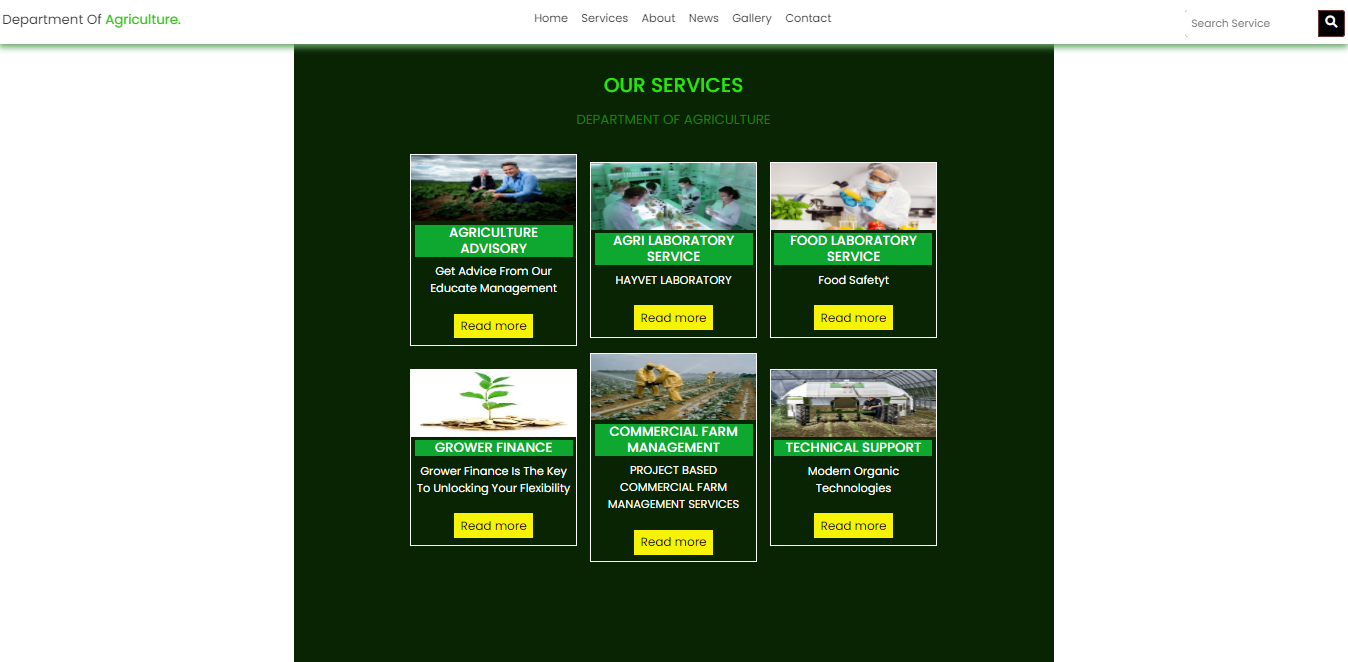 Department Of Agriculture.
Home Services About News Gallery Contact
Search Service
OUR SERVICES
DEPARTMENT OF AGRICULTURE
AGRICULTURE
ADVISORY
Get Advice From Our
Educate Management
Read more
AGRI LABORATORY
SERVICE
HAYVET LABORATORY
Read more
FOOD LABORATORY
SERVICE
Food Safetyt
Read more
GROWER FINANCE
Grower Finance Is The Key
To Unlocking Your Flexibility
Read more
COMMERCIAL FARM
MANAGEMENT
PROJECT BASED
COMMERCIAL FARM
MANAGEMENT SERVICES
Read more
TECHNICAL SUPPORT
Modern Organic
Technologies
Read more